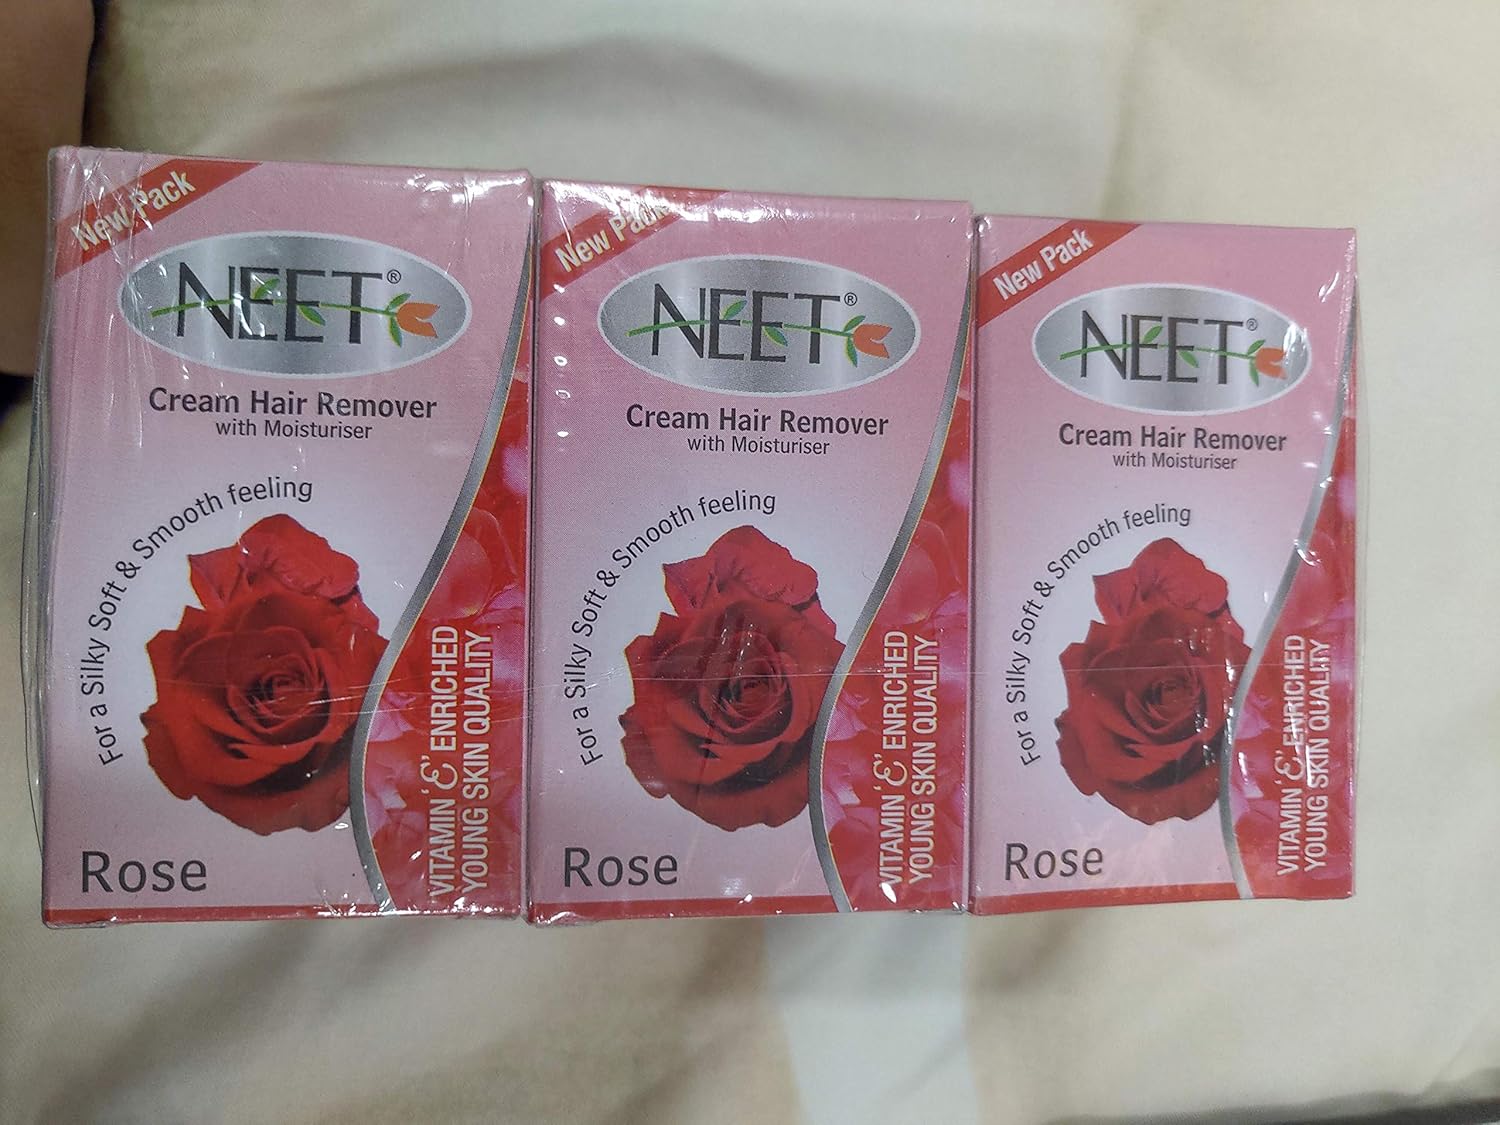 New Pack
NEET®
Cream Hair Remover
with Moisturiser
For a Silky Soft & Smooth feeling
Rose
VITAMIN 'E' ENRICHED
YOUNG SKIN QUALITY
New Pack
NEET®
Cream Hair Remover
with Moisturiser
For a Silky Soft & Smooth feeling
Rose
VITAMIN 'E' ENRICHED
YOUNG SKIN QUALITY
New Pack
NEET®
Cream Hair Remover
with Moisturiser
For a Silky Soft & Smooth feeling
Rose
VITAMIN 'E' ENRICHED
YOUNG SKIN QUALITY